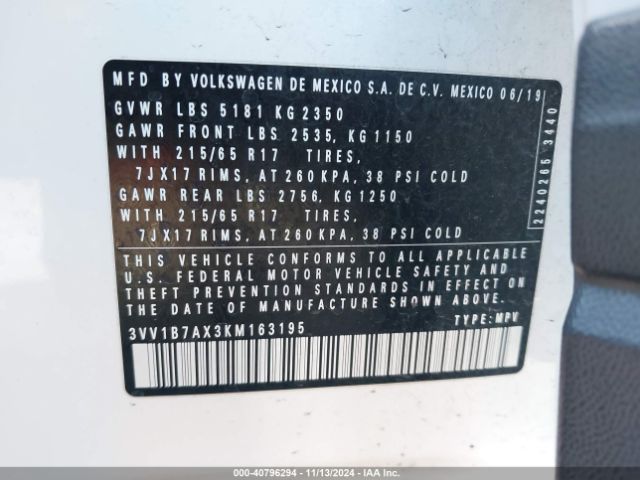 MFD BY VOLKSWAGEN DE MEXICO S.A. DE C.V. MEXICO 06/19
GVWR LBS 5181 KG 2350
GAWR FRONT LBS 2535, KG 1150
WITH 215/65 R17 TIRES,
7JX17 RIMS, AT 260 KPA, 38 PSI COLD
GAWR REAR LBS 2756, KG 1250
WITH 215/65 R17 TIRES,
7JX17 RIMS, AT 260 KPA, 38 PSI COLD
THIS VEHICLE CONFORMS TO ALL APPLICABLE
U.S. FEDERAL MOTOR VEHICLE SAFETY AND
THEFT PREVENTION STANDARDS IN EFFECT ON
THE DATE OF MANUFACTURE SHOWN ABOVE.
3VV1B7AX3KM163195 TYPE: MPV
2240265 3440
000-40796294 - 11/13/2024 - IAAI.com